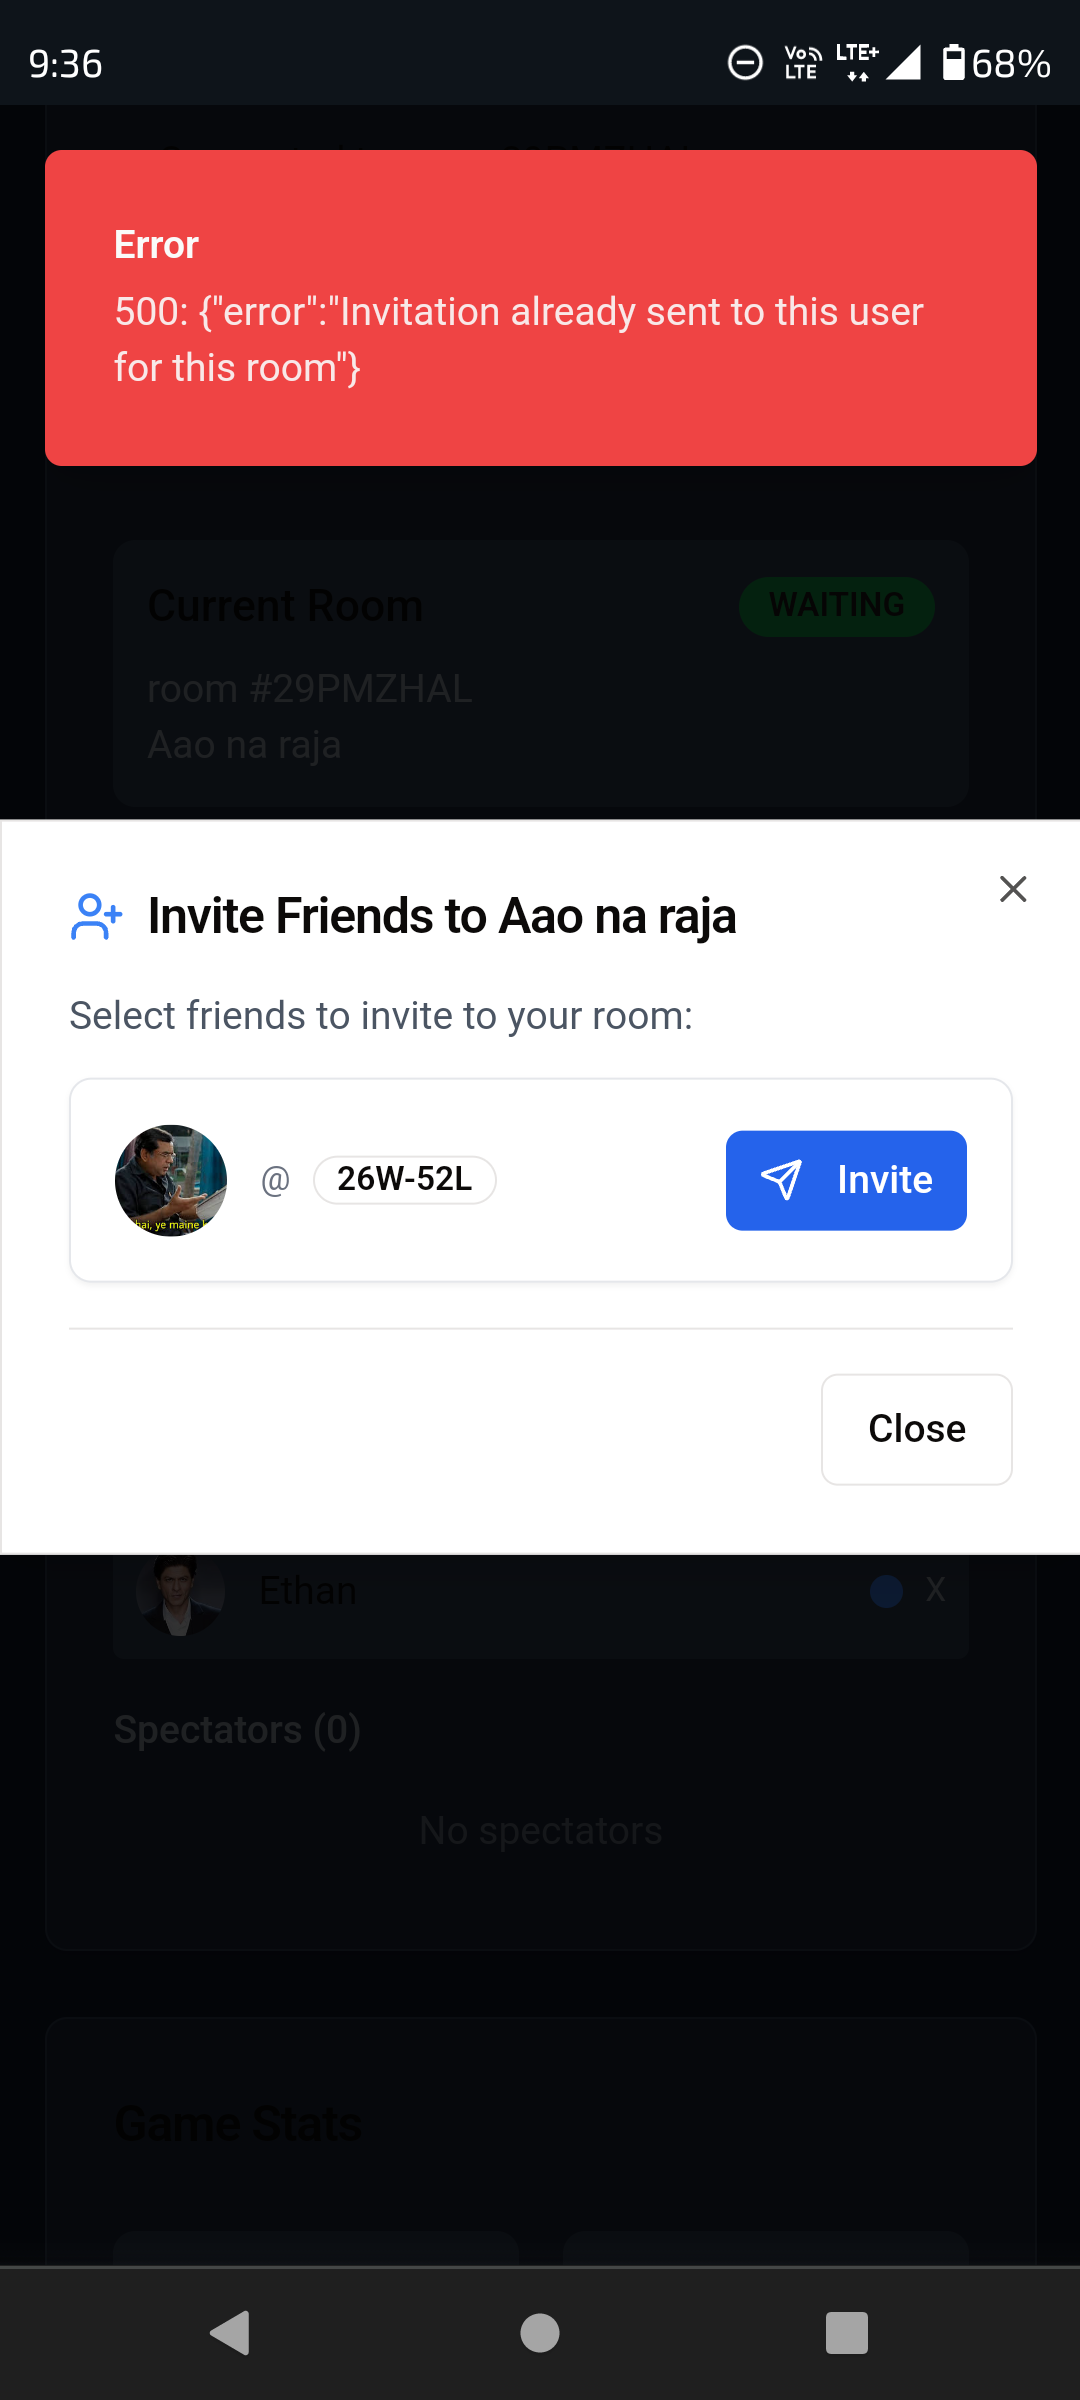 9:36
Vo LTE
LTE+
68%
Error
500: {"error":"Invitation already sent to this user
for this room"}
Current Room
WAITING
room #29PMZHAL
Aao na raja
Invite Friends to Aao na raja
Select friends to invite to your room:
hai, ye maine
@
26W-52L
Invite
Close
Ethan
X
Spectators (0)
No spectators
Game Stats